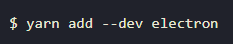 $ yarn add --dev electron